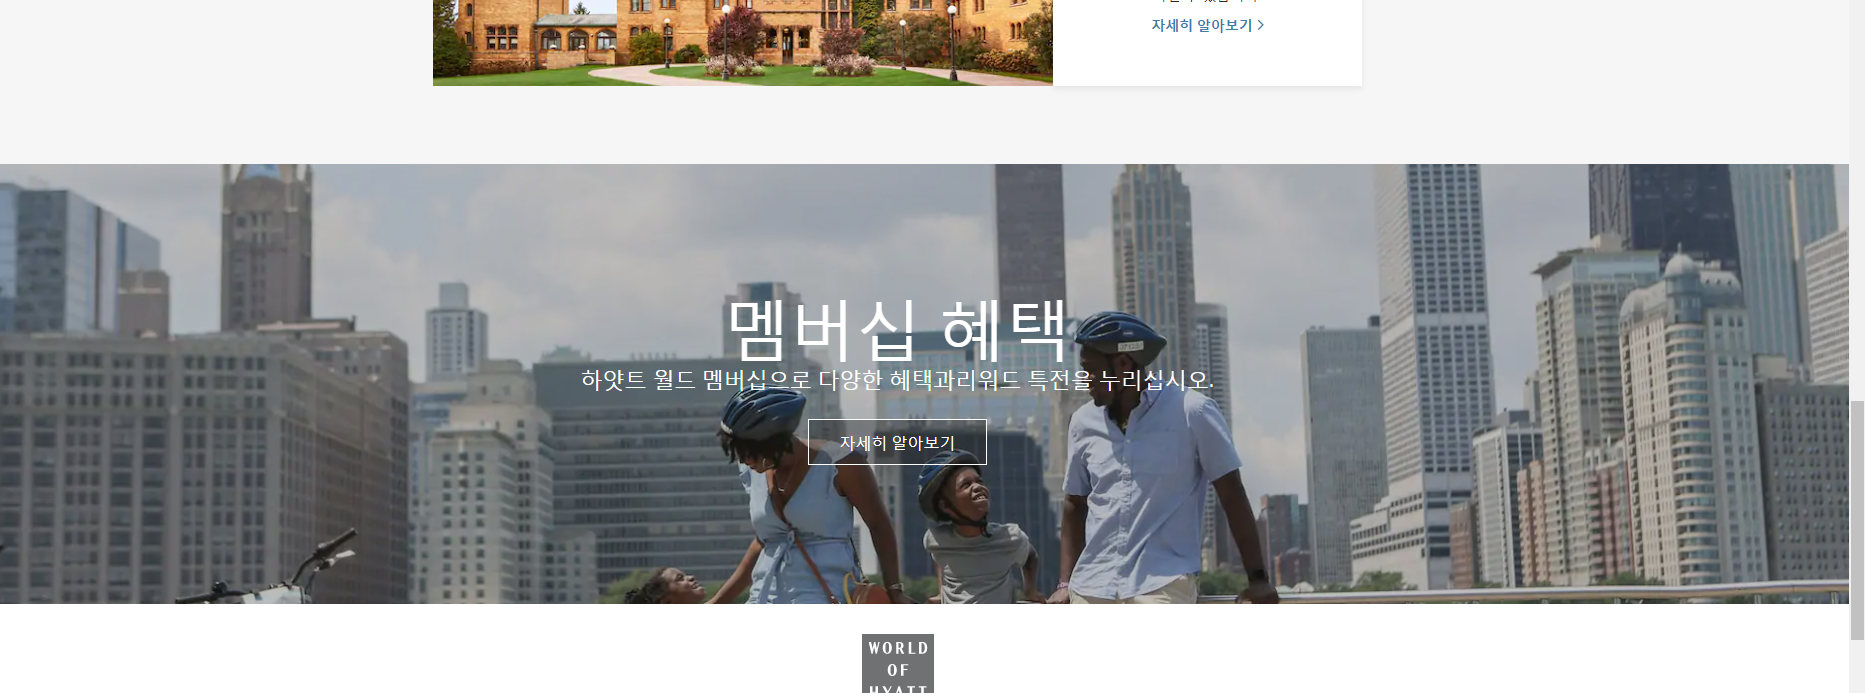 자세히 알아보기 >
멤버십 혜택
하얏트 월드 멤버십으로 다양한 혜택과리워드 특전을 누리십시오.
자세히 알아보기
WORLD
OF
HYATT